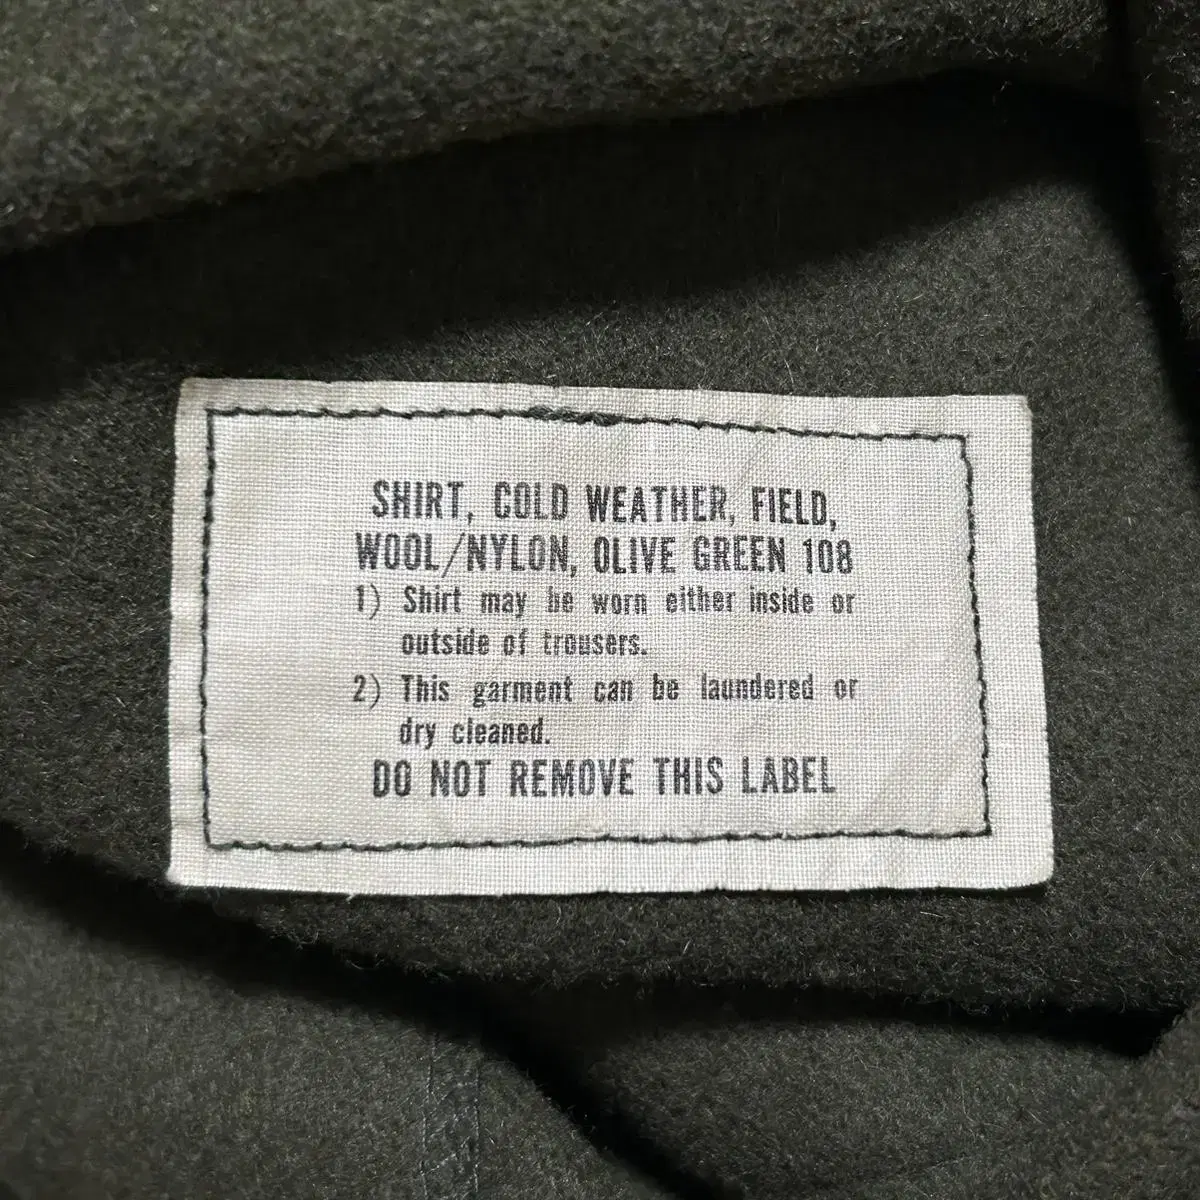 SHIRT, COLD WEATHER, FIELD,
WOOL/NYLON, OLIVE GREEN 108
1) Shirt may be worn either inside or
outside of trousers.
2) This garment can be laundered or
dry cleaned.
DO NOT REMOVE THIS LABEL